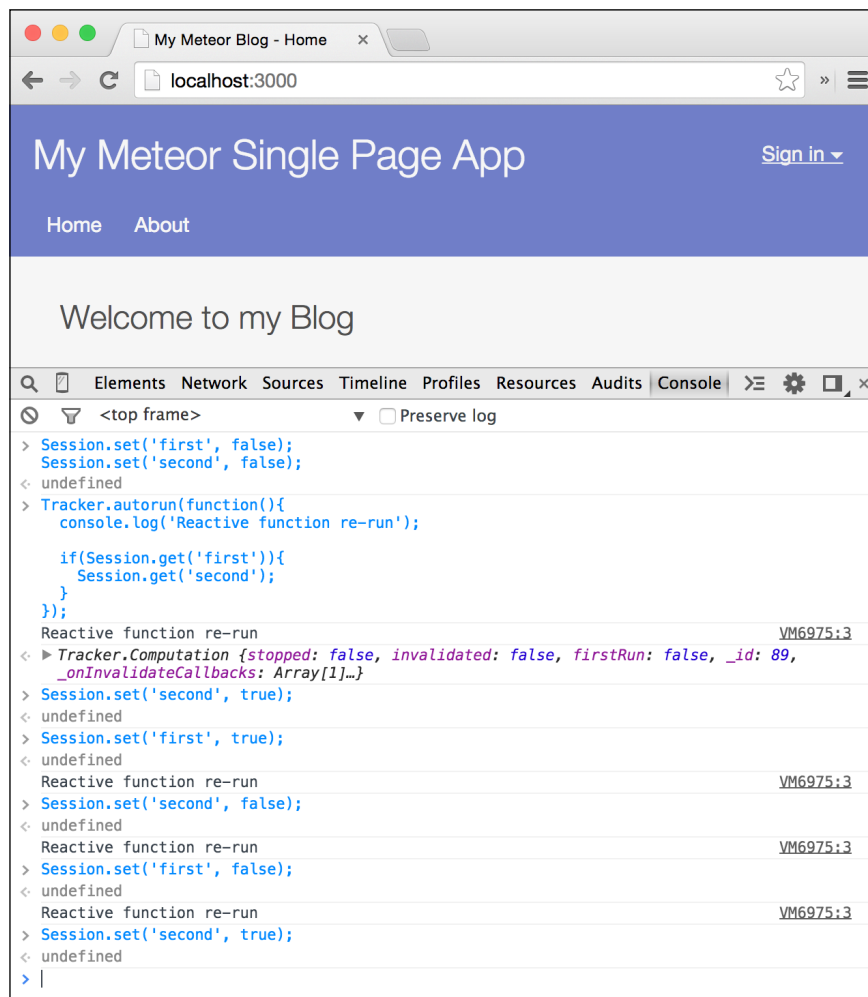 My Meteor Blog - Home
localhost:3000
My Meteor Single Page App
Sign in
Home About
Welcome to my Blog
Elements Network Sources Timeline Profiles Resources Audits Console
<top frame> Preserve log
Session.set('first', false);
Session.set('second', false);
undefined
Tracker.autorun(function(){
console.log('Reactive function re-run');
if(Session.get('first')){
Session.get('second');
}
});
Reactive function re-run VM6975:3
Tracker.Computation {stopped: false, invalidated: false, firstRun: false, _id: 89,
_onInvalidateCallbacks: Array[1]…}
Session.set('second', true);
undefined
Session.set('first', true);
undefined
Reactive function re-run VM6975:3
Session.set('second', false);
undefined
Reactive function re-run VM6975:3
Session.set('first', false);
undefined
Reactive function re-run VM6975:3
Session.set('second', true);
undefined